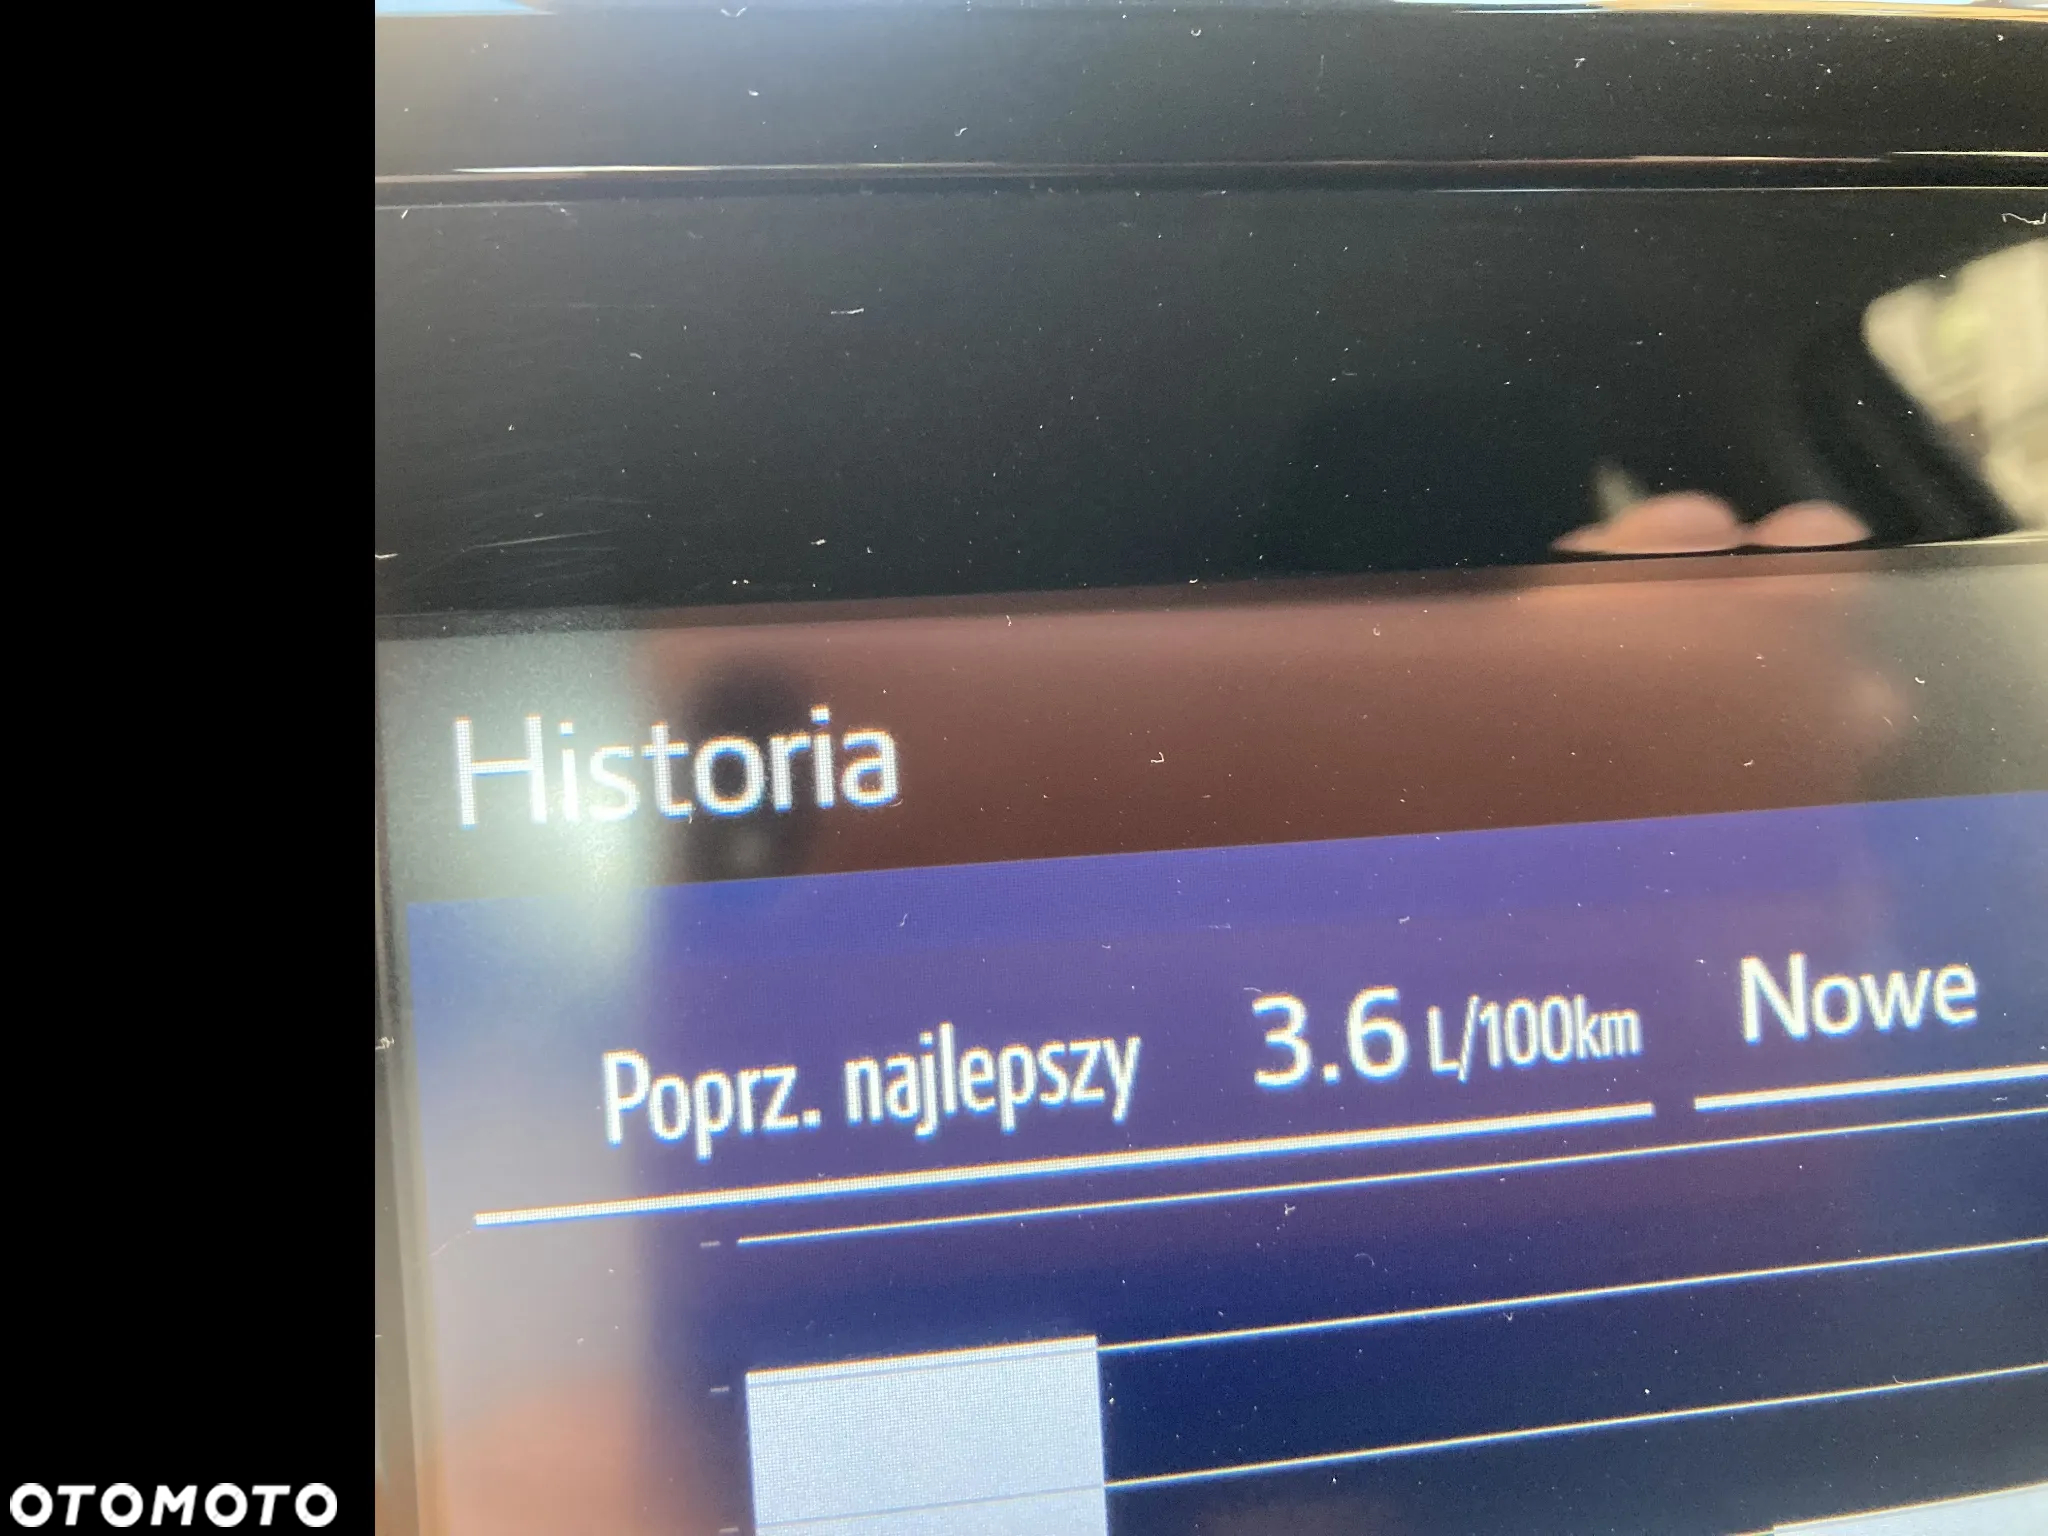 Historia
Poprz. najlepszy 3.6 L/100km Nowe
OTOMOTO